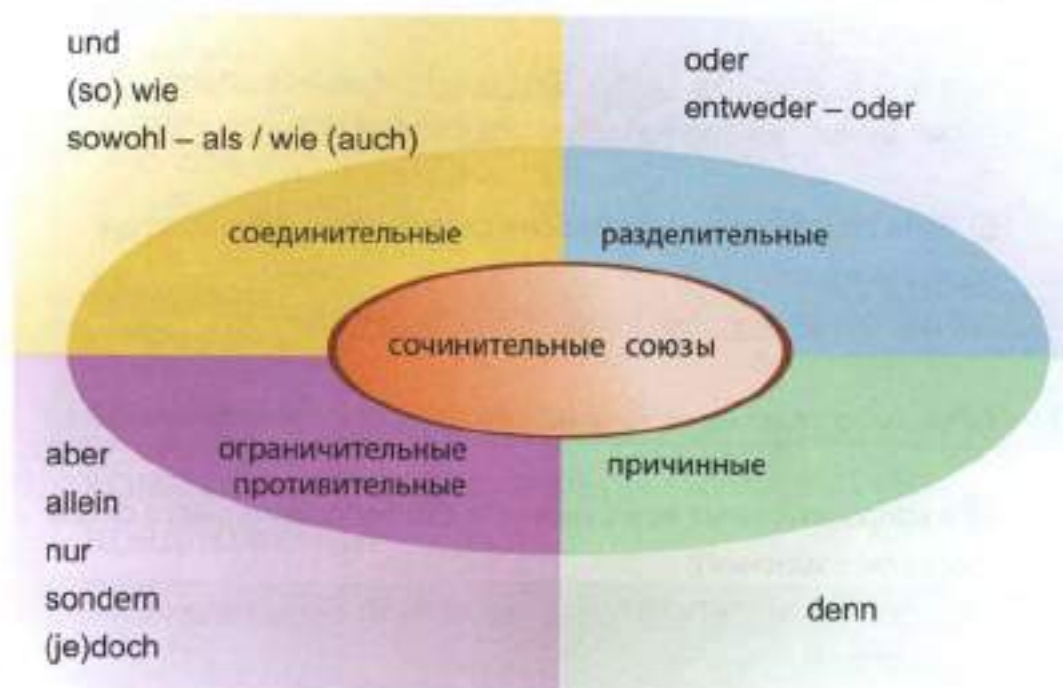 und
(so) wie
sowohl – als / wie (auch)
oder
entweder – oder
соединительные
разделительные
сочинительные союзы
ограничительные
противительные
причинные
aber
allein
nur
sondern
(je)doch
denn